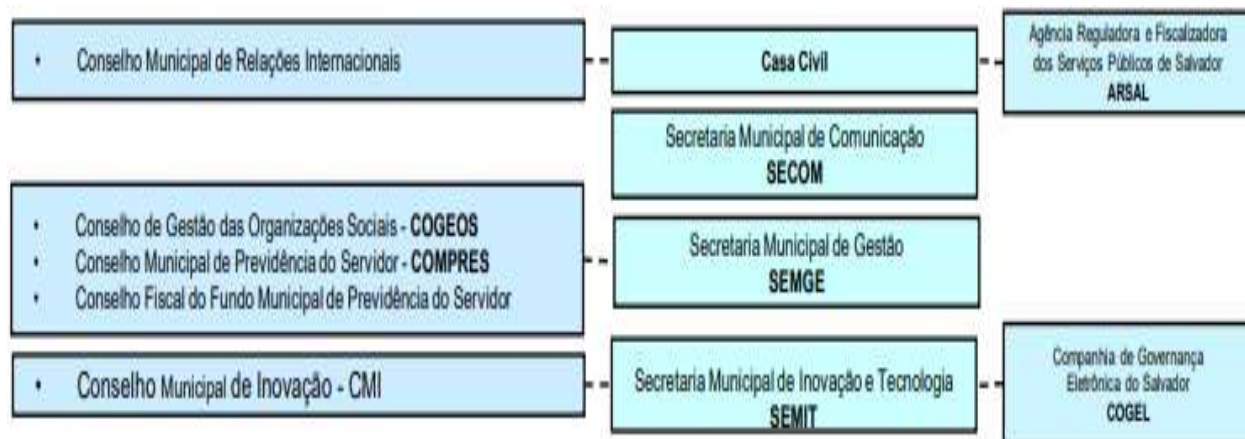 • Conselho Municipal de Relações Internacionais
Casa Civil
Agência Reguladora e Fiscalizadora
dos Serviços Públicos de Salvador
ARSAL
Secretaria Municipal de Comunicação
SECOM
• Conselho de Gestão das Organizações Sociais - COGEOS
• Conselho Municipal de Previdência do Servidor - COMPRES
• Conselho Fiscal do Fundo Municipal de Previdência do Servidor
Secretaria Municipal de Gestão
SEMGE
• Conselho Municipal de Inovação - CMI
Secretaria Municipal de Inovação e Tecnologia
SEMIT
Companhia de Governança
Eletrônica do Salvador
COGEL